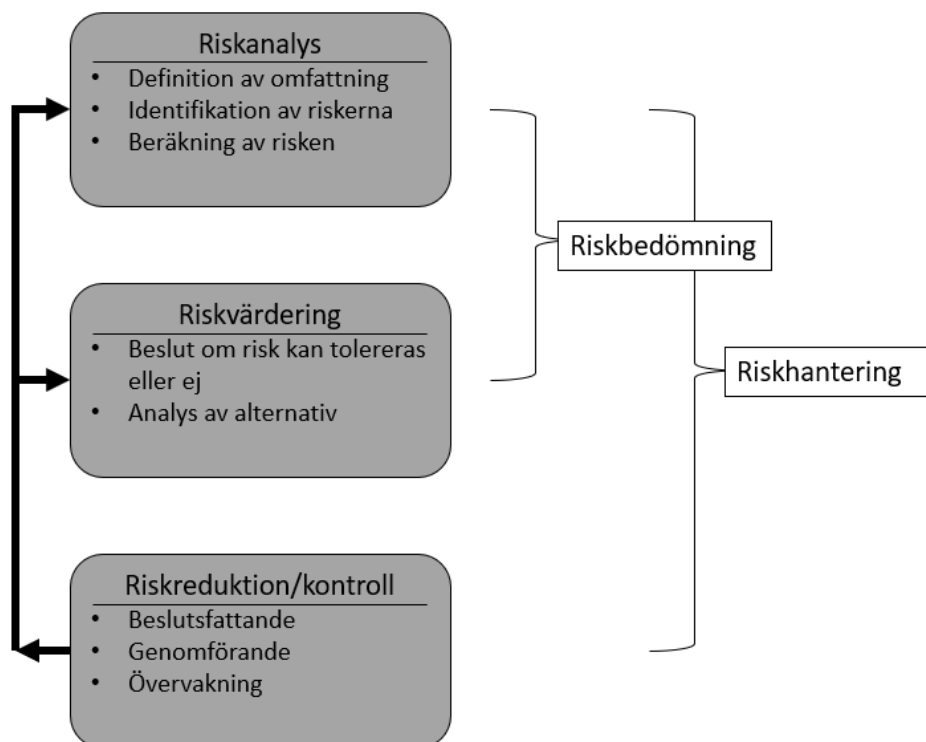 Riskanalys
• Definition av omfattning
• Identifikation av riskerna
• Beräkning av risken
Riskbedömning
Riskvärdering
• Beslut om risk kan tolereras
eller ej
• Analys av alternativ
Riskhantering
Riskreduktion/kontroll
• Beslutsfattande
• Genomförande
• Övervakning